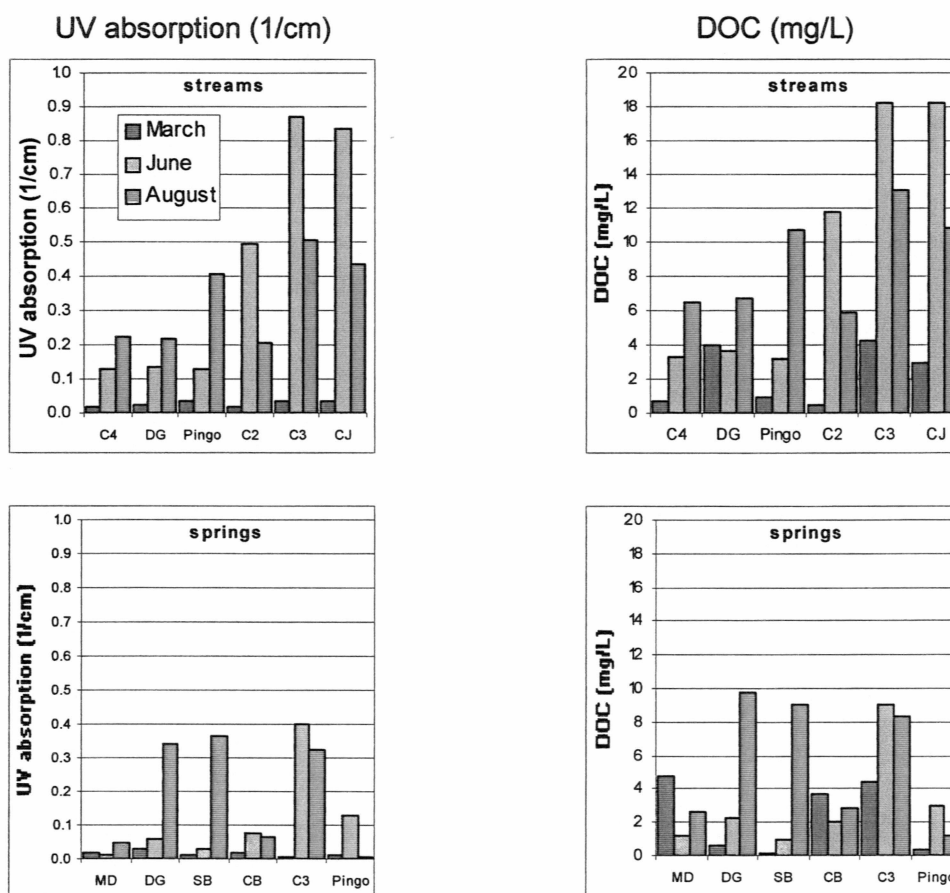 UV absorption (1/cm)
DOC (mg/L)
streams
1.0
0.9
0.8
0.7
0.6
0.5
0.4
0.3
0.2
0.1
0.0
UV absorption (1/cm)
March
June
August
C4 DG Pingo C2 C3 CJ
streams
20
18
16
14
12
10
8
6
4
2
0
DOC (mg/L)
C4 DG Pingo C2 C3 CJ
springs
1.0
0.9
0.8
0.7
0.6
0.5
0.4
0.3
0.2
0.1
0.0
UV absorption (1/cm)
MD DG SB CB C3 Pingo
springs
20
18
16
14
12
10
8
6
4
2
0
DOC (mg/L)
MD DG SB CB C3 Pingo